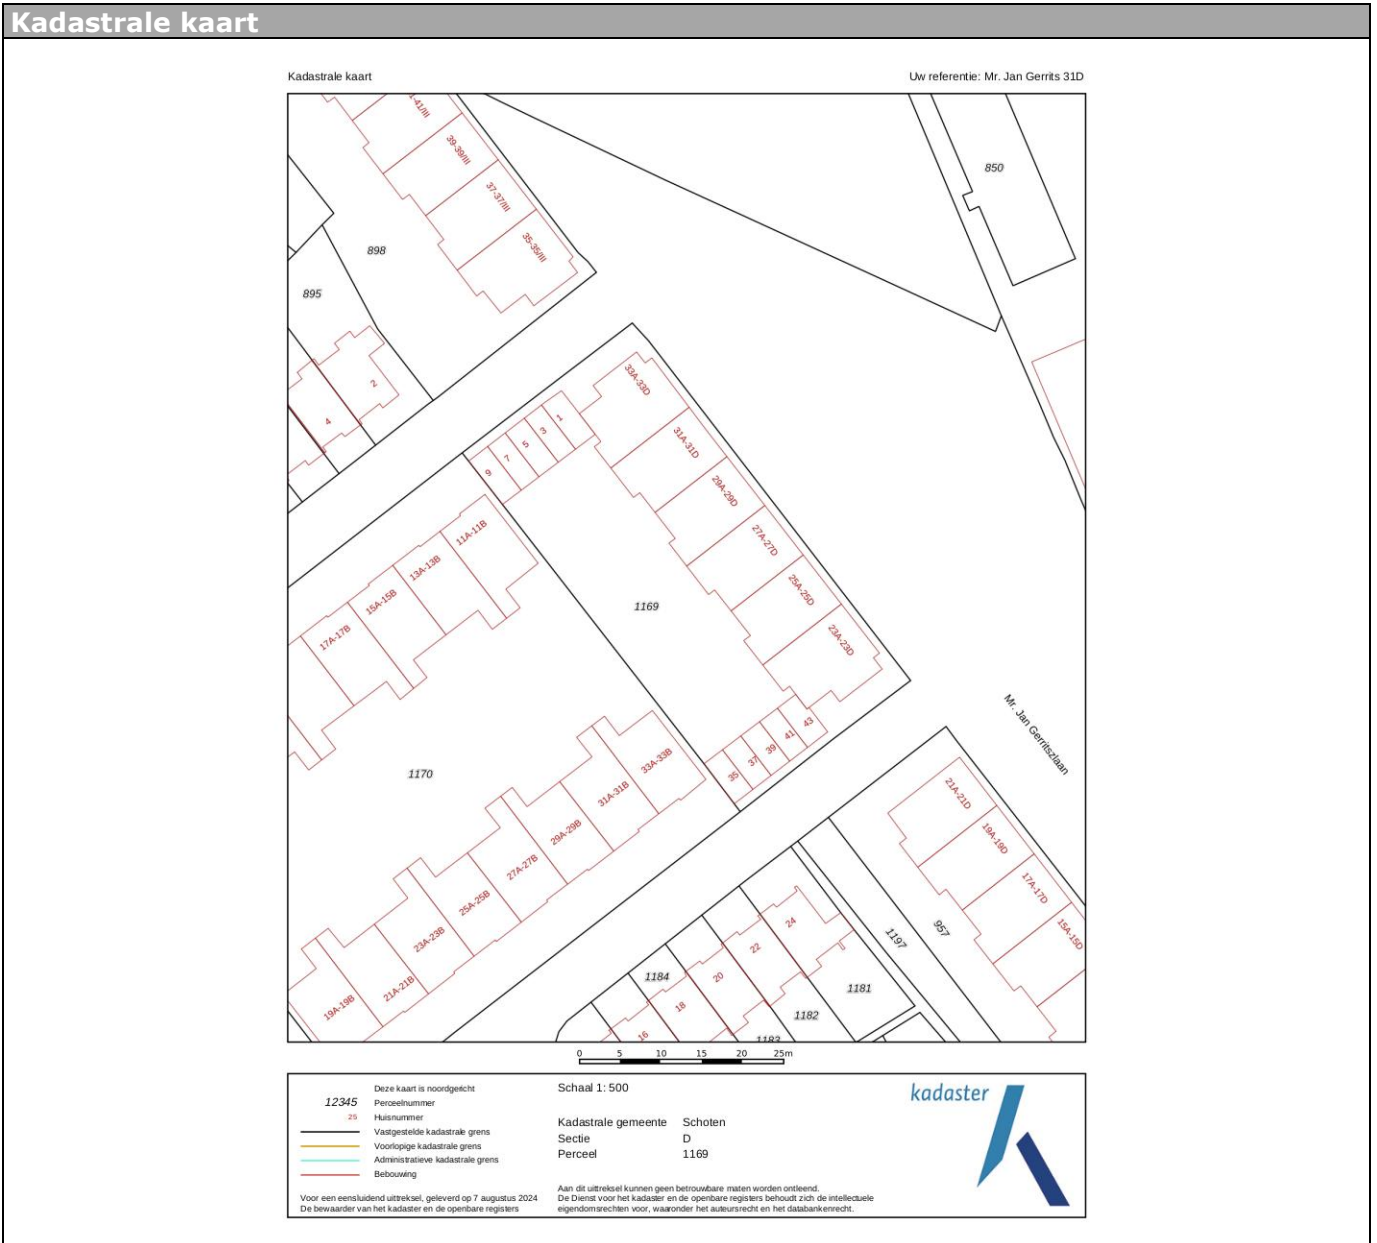 Kadastrale kaart
Kadastrale kaart
Uw referentie: Mr. Jan Gerrits 31D
39-39/III
37-37/III
35-35/III
850
898
895
2
4
33A-33D
31A-31D
29A-29D
27A-27D
25A-25D
23A-23D
1
3
5
7
9
11A-11B
13A-13B
15A-15B
17A-17B
1169
1170
43
41
39
37
35
33A-33B
31A-31B
29A-29B
27A-27B
25A-25B
23A-23B
21A-21B
19A-19B
Mr. Jan Gerritszlaan
21A-21D
19A-19D
17A-17D
15A-15D
957
1197
24
22
20
18
16
1184
1181
1182
1183
0 5 10 15 20 25m
Deze kaart is noordgericht
12345 Perceelnummer
25 Huisnummer
Vastgestelde kadastrale grens
Voorlopige kadastrale grens
Administratieve kadastrale grens
Bebouwing
Voor een eensluidend uittreksel, geleverd op 7 augustus 2024
De bewaarder van het kadaster en de openbare registers
Schaal 1: 500
Kadastrale gemeente Schoten
Sectie D
Perceel 1169
Aan dit uittreksel kunnen geen betrouwbare maten worden ontleend.
De Dienst voor het kadaster en de openbare registers behoudt zich de intellectuele
eigendomsrechten voor, waaronder het auteursrecht en het databankenrecht.
kadaster